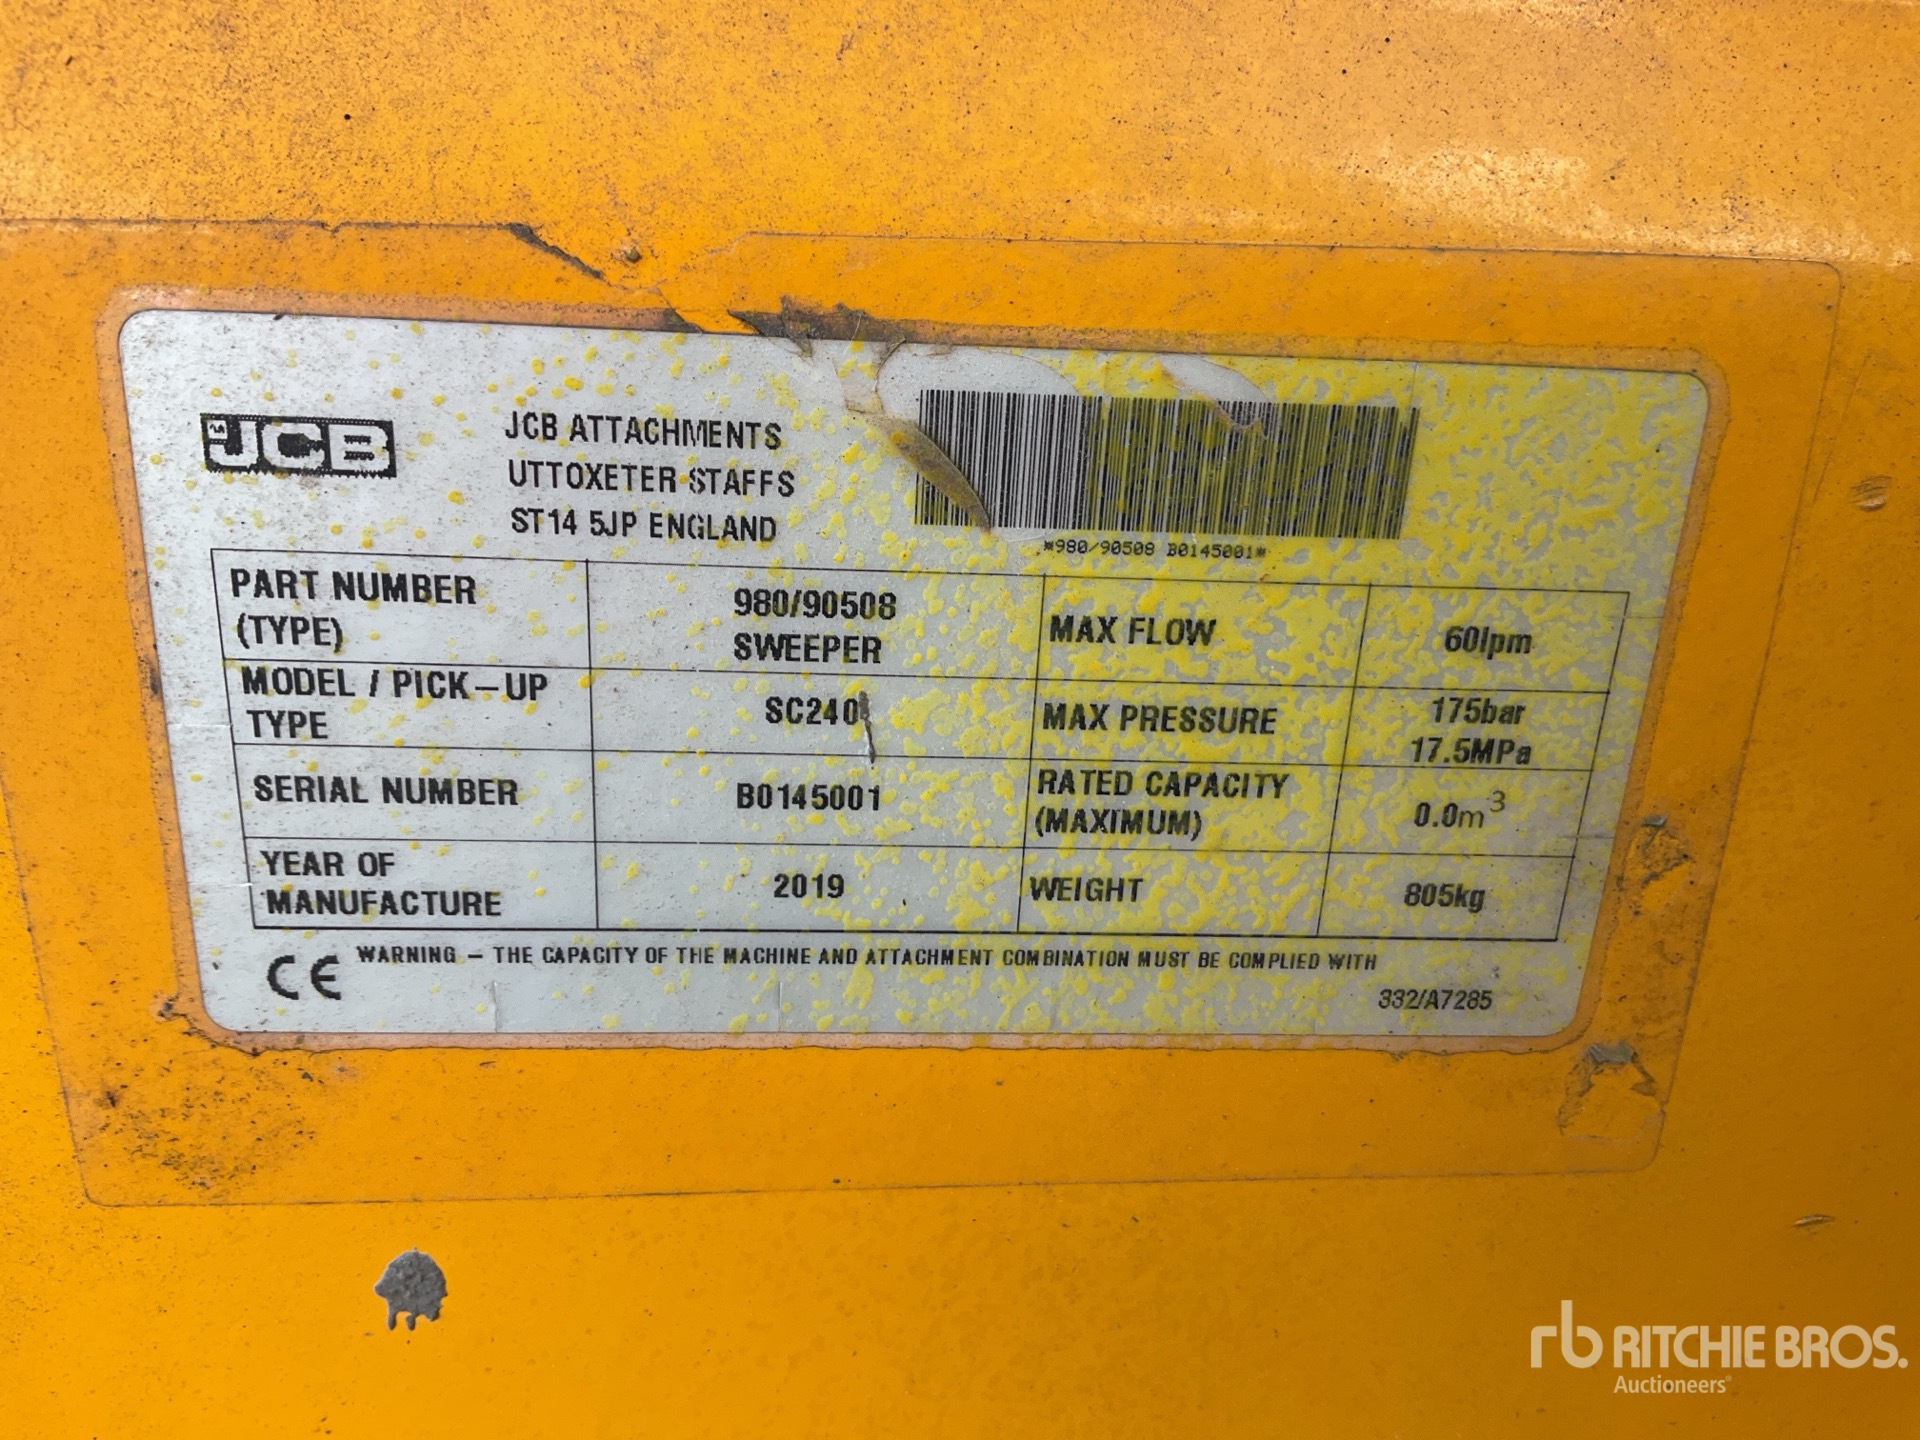 JCB
JCB ATTACHMENTS
UTTOXETER STAFFS
ST14 5JP ENGLAND
*980/90508 B0145001*
PART NUMBER
(TYPE)
980/90508
SWEEPER
MAX FLOW
60lpm
MODEL / PICK-UP
TYPE
SC240
MAX PRESSURE
175bar
17.5MPa
SERIAL NUMBER
B0145001
RATED CAPACITY
(MAXIMUM)
0.0m³
YEAR OF
MANUFACTURE
2019
WEIGHT
805kg
CE
WARNING – THE CAPACITY OF THE MACHINE AND ATTACHMENT COMBINATION MUST BE COMPLIED WITH
332/A7285
rb RITCHIE BROS.
Auctioneers